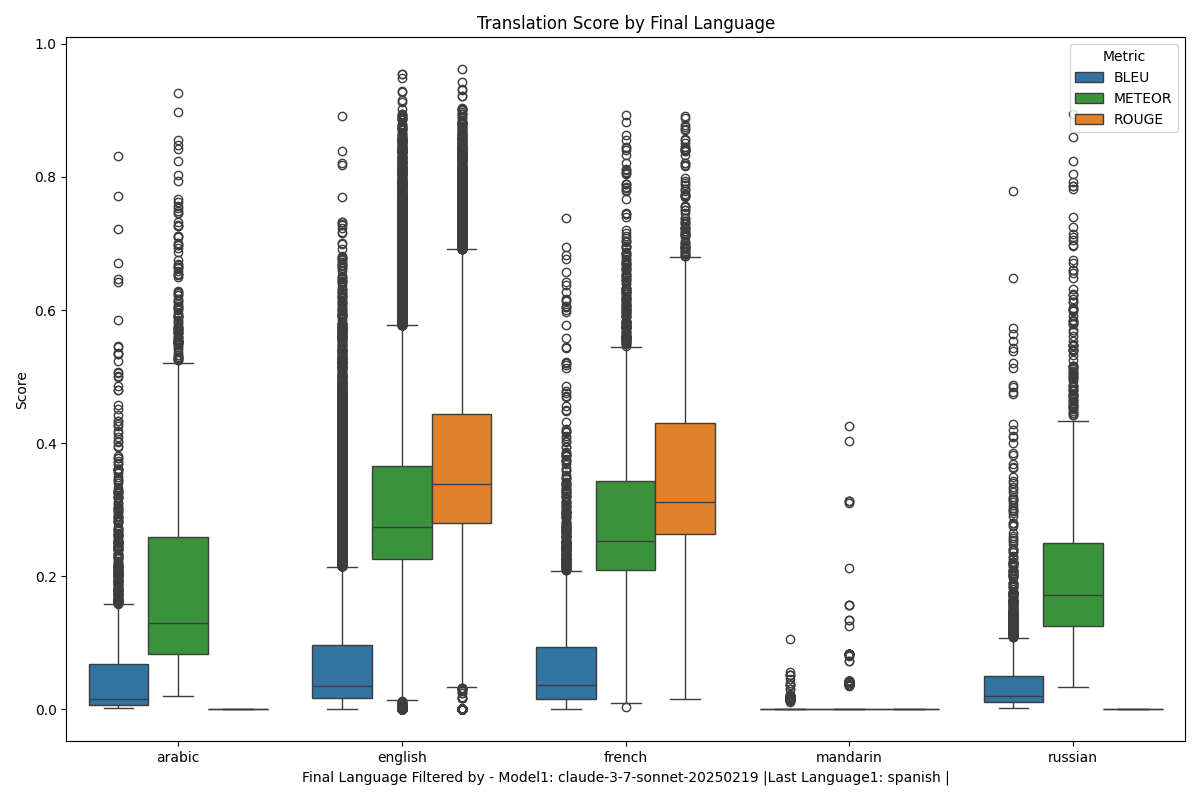 Translation Score by Final Language
Metric
BLEU
METEOR
ROUGE
1.0
0.8
0.6
0.4
0.2
0.0
Score
arabic
english
french
mandarin
russian
Final Language Filtered by - Model1: claude-3-7-sonnet-20250219 |Last Language1: spanish |